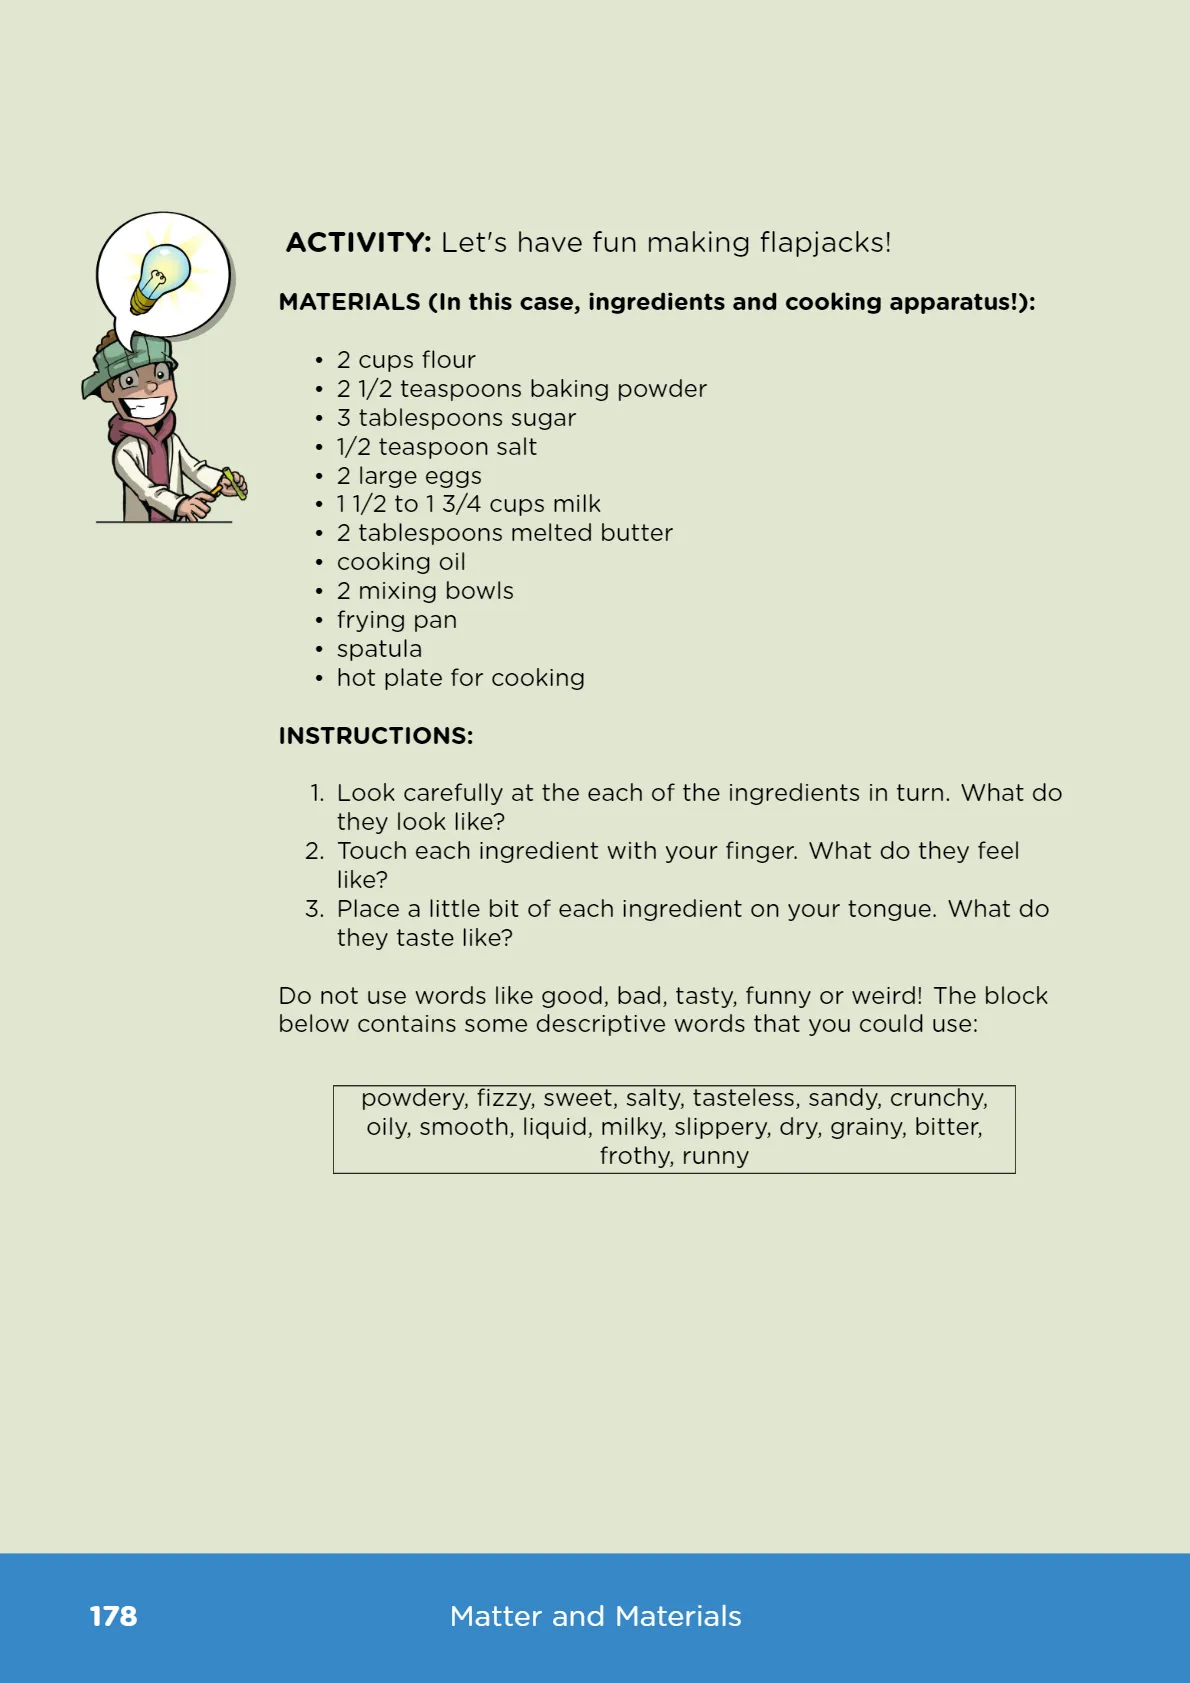 ACTIVITY: Let's have fun making flapjacks!
MATERIALS (In this case, ingredients and cooking apparatus!):
• 2 cups flour
• 2 1/2 teaspoons baking powder
• 3 tablespoons sugar
• 1/2 teaspoon salt
• 2 large eggs
• 1 1/2 to 1 3/4 cups milk
• 2 tablespoons melted butter
• cooking oil
• 2 mixing bowls
• frying pan
• spatula
• hot plate for cooking
INSTRUCTIONS:
1. Look carefully at the each of the ingredients in turn. What do
they look like?
2. Touch each ingredient with your finger. What do they feel
like?
3. Place a little bit of each ingredient on your tongue. What do
they taste like?
Do not use words like good, bad, tasty, funny or weird! The block
below contains some descriptive words that you could use:
powdery, fizzy, sweet, salty, tasteless, sandy, crunchy,
oily, smooth, liquid, milky, slippery, dry, grainy, bitter,
frothy, runny
178 Matter and Materials